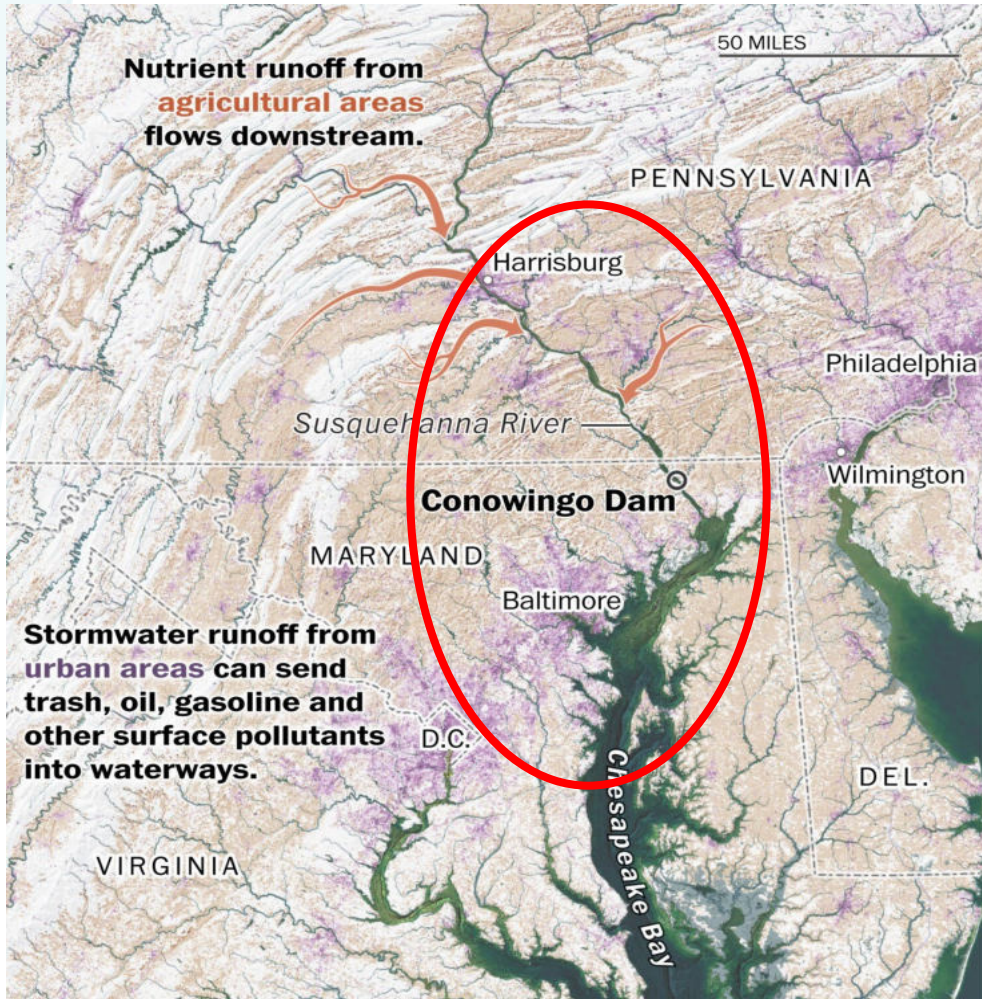 50 MILES
Nutrient runoff from
agricultural areas
flows downstream.
PENNSYLVANIA
Harrisburg
Philadelphia
Susquehanna River
Wilmington
Conowingo Dam
MARYLAND
Baltimore
Stormwater runoff from
urban areas can send
trash, oil, gasoline and
other surface pollutants
into waterways.
D.C.
Chesapeake Bay
DEL.
VIRGINIA